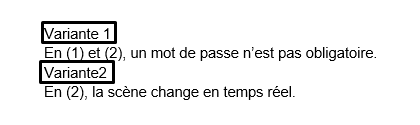 Variante 1
En (1) et (2), un mot de passe n’est pas obligatoire.
Variante2
En (2), la scène change en temps réel.